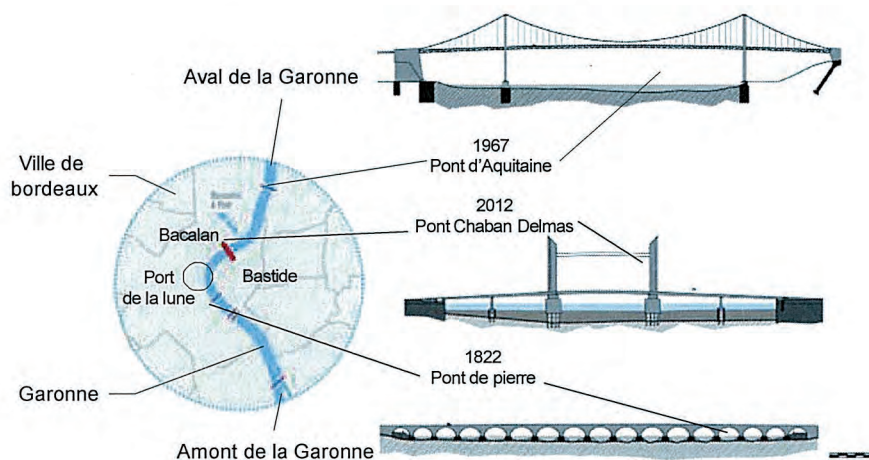 Aval de la Garonne
1967
Pont d'Aquitaine
Ville de
bordeaux
2012
Pont Chaban Delmas
Bacalan
Port
de la lune
Bastide
1822
Pont de pierre
Garonne
Amont de la Garonne